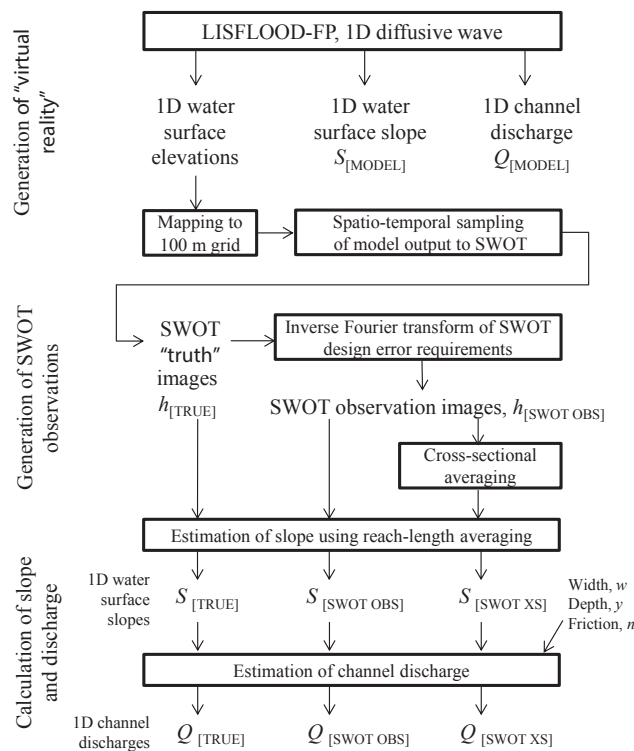 LISFLOOD-FP, 1D diffusive wave
Generation of "virtual
reality"
1D water
surface
elevations
1D water
surface slope
S[MODEL]
1D channel
discharge
Q[MODEL]
Mapping to
100 m grid
Spatio-temporal sampling
of model output to SWOT
Generation of SWOT
observations
SWOT
"truth"
images
h[TRUE]
Inverse Fourier transform of SWOT
design error requirements
SWOT observation images, h[SWOT OBS]
Cross-sectional
averaging
Estimation of slope using reach-length averaging
Calculation of slope
and discharge
1D water
surface
slopes
S [TRUE]
S [SWOT OBS]
S [SWOT XS]
Width, w
Depth, y
Friction, n
Estimation of channel discharge
1D channel
discharges
Q [TRUE]
Q [SWOT OBS]
Q [SWOT XS]